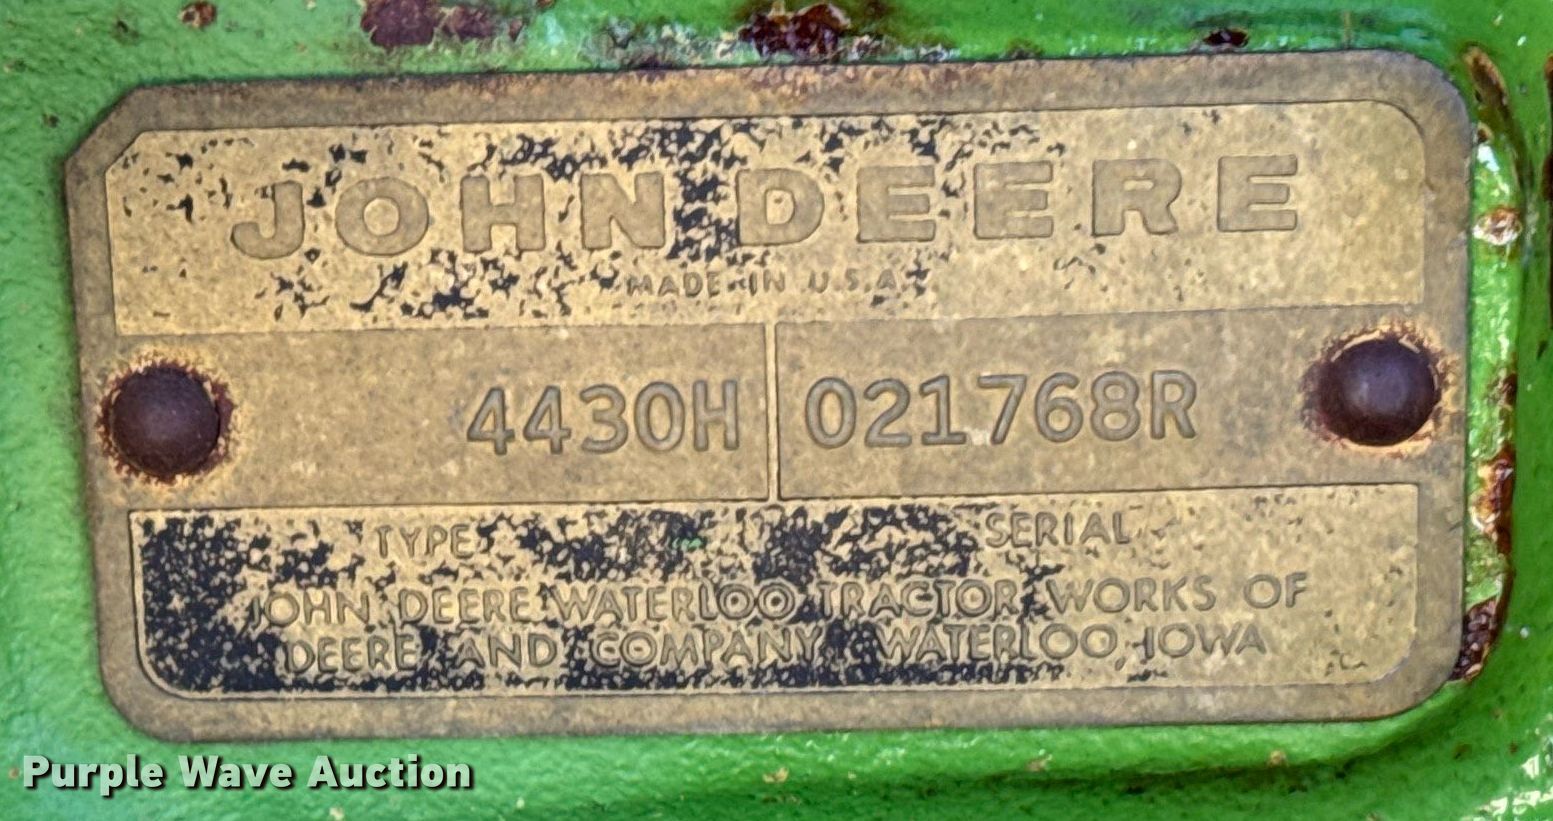 JOHN DEERE
MADE IN U.S.A.
4430H 021768R
TYPE SERIAL
JOHN DEERE WATERLOO TRACTOR WORKS OF
DEERE AND COMPANY WATERLOO, IOWA
Purple Wave Auction